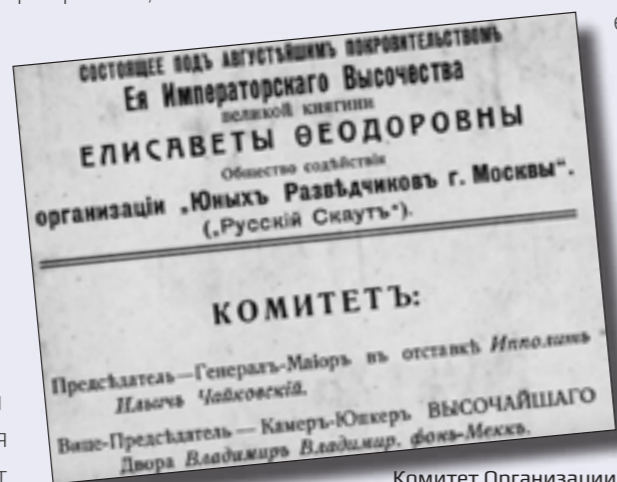 СОСТОЯЩЕЕ ПОДЪ АВГУСТѢЙШИМЪ ПОКРОВИТЕЛЬСТВОМЪ
Ея Императорскаго Высочества
великой княгини
ЕЛИСАВЕТЫ ѲЕОДОРОВНЫ
Общество содѣйствія
организаціи „Юныхъ Развѣдчиковъ г. Москвы“.
(„Русскій Скаутъ“).
КОМИТЕТЪ:
Предсѣдатель—Генералъ-Маіоръ въ отставкѣ Ипполитъ
Ильичъ Чайковскій.
Вице-Предсѣдатель — Камеръ-Юнкеръ ВЫСОЧАЙШАГО
Двора Владимиръ Владимир. фонъ-Меккъ.
Комитет Организации